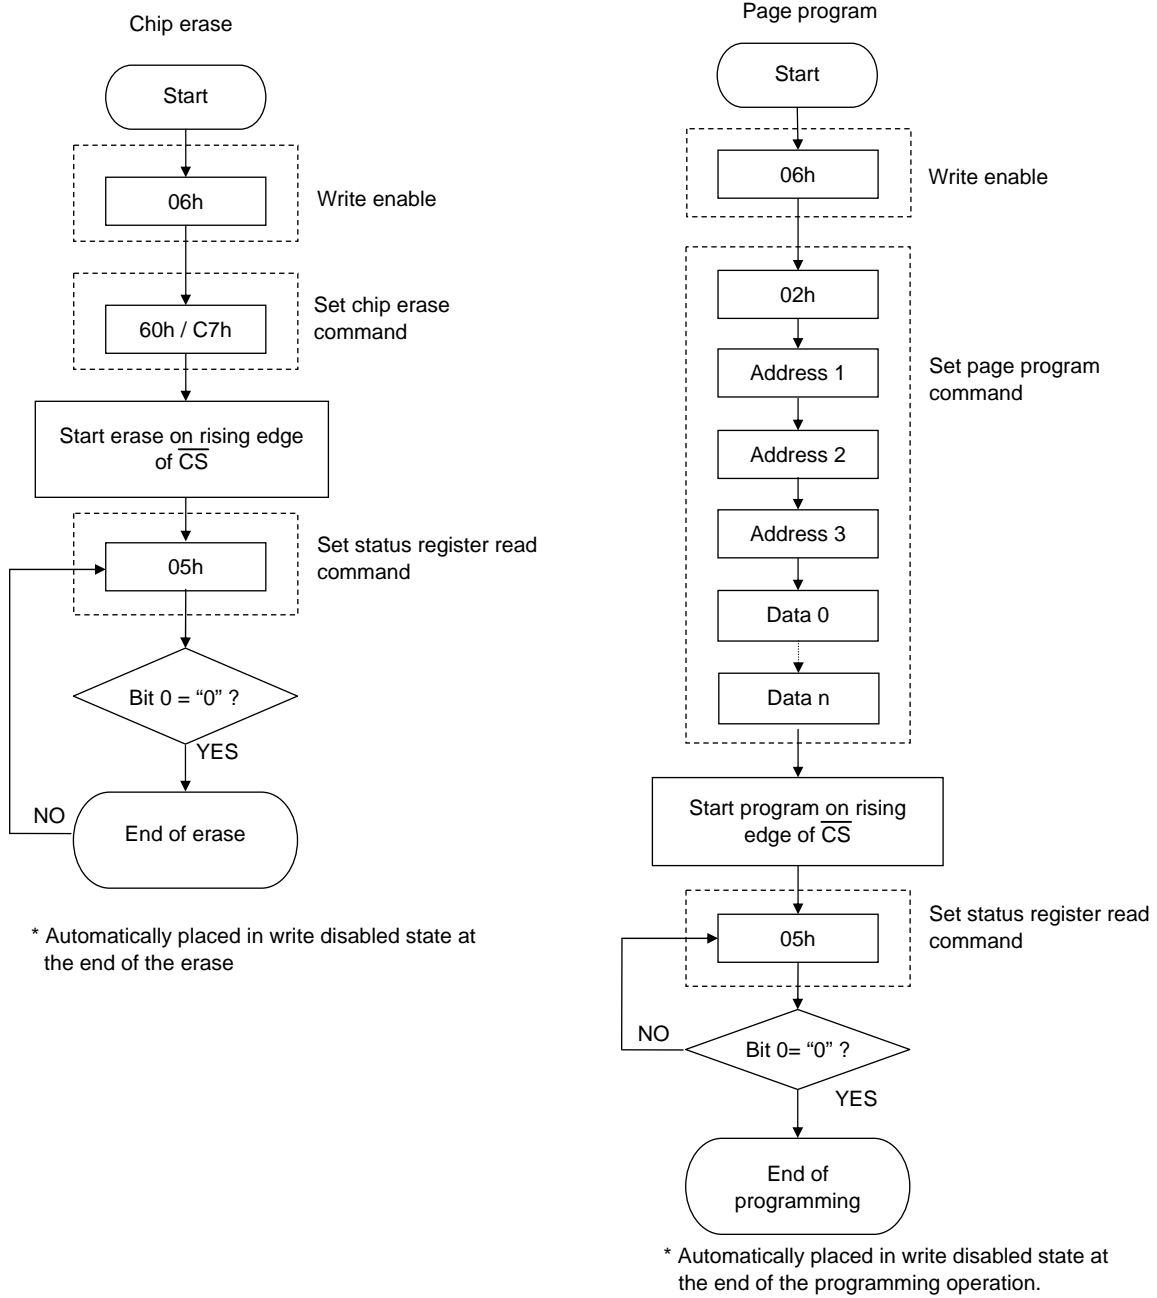 Chip erase
Start
06h
Write enable
60h / C7h
Set chip erase
command
Start erase on rising edge
of C̅S̅
05h
Set status register read
command
Bit 0 = “0” ?
YES
NO
End of erase
* Automatically placed in write disabled state at
the end of the erase
Page program
Start
06h
Write enable
02h
Address 1
Set page program
command
Address 2
Address 3
Data 0
Data n
Start program on rising
edge of C̅S̅
05h
Set status register read
command
NO
Bit 0= “0” ?
YES
End of
programming
* Automatically placed in write disabled state at
the end of the programming operation.